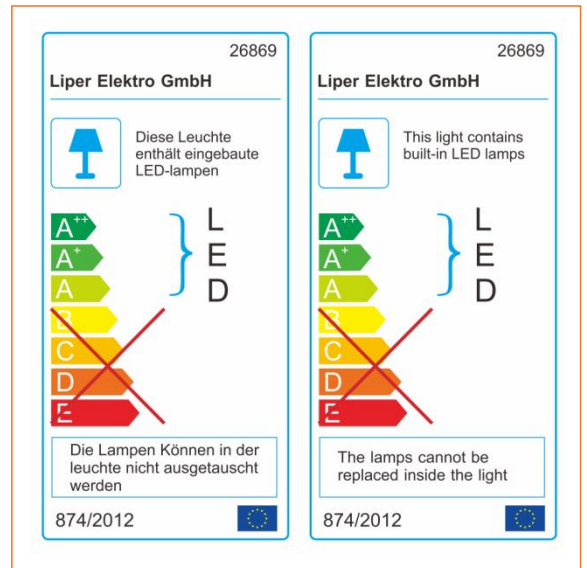 26869
Liper Elektro GmbH
Diese Leuchte
enthält eingebaute
LED-lampen
A++
A+
A
B
C
D
E
L
E
D
Die Lampen Können in der
leuchte nicht ausgetauscht
werden
874/2012
26869
Liper Elektro GmbH
This light contains
built-in LED lamps
A++
A+
A
B
C
D
E
L
E
D
The lamps cannot be
replaced inside the light
874/2012